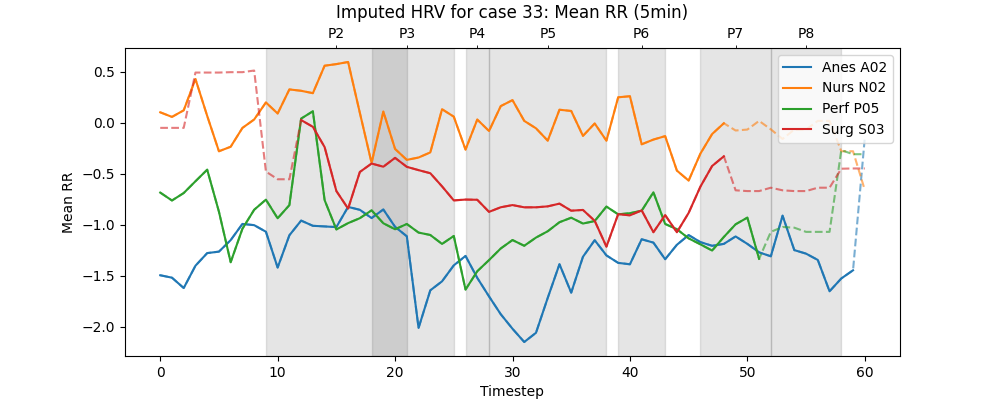 Imputed HRV for case 33: Mean RR (5min)
P2 P3 P4 P5 P6 P7 P8
Anes A02
Nurs N02
Perf P05
Surg S03
Mean RR
0.5
0.0
−0.5
−1.0
−1.5
−2.0
0 10 20 30 40 50 60
Timestep